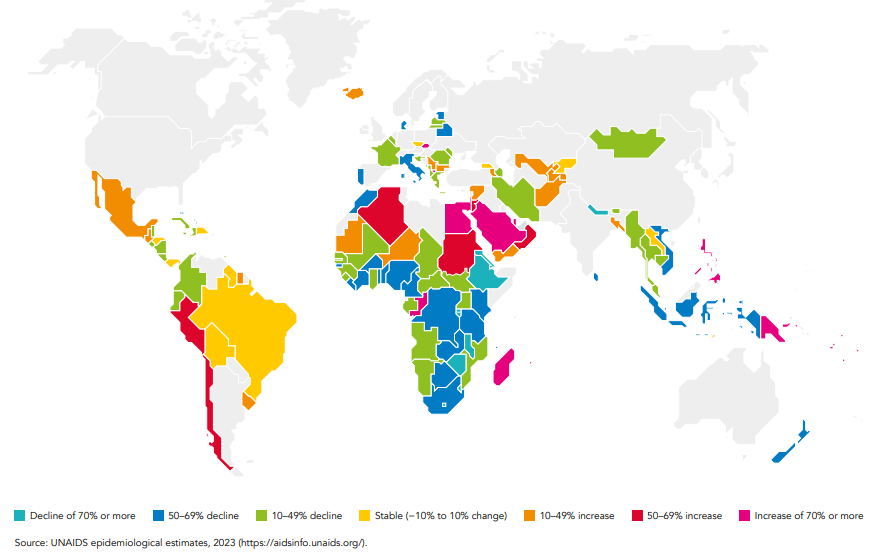 Decline of 70% or more 50–69% decline 10–49% decline Stable (−10% to 10% change) 10–49% increase 50–69% increase Increase of 70% or more
Source: UNAIDS epidemiological estimates, 2023 (https://aidsinfo.unaids.org/).